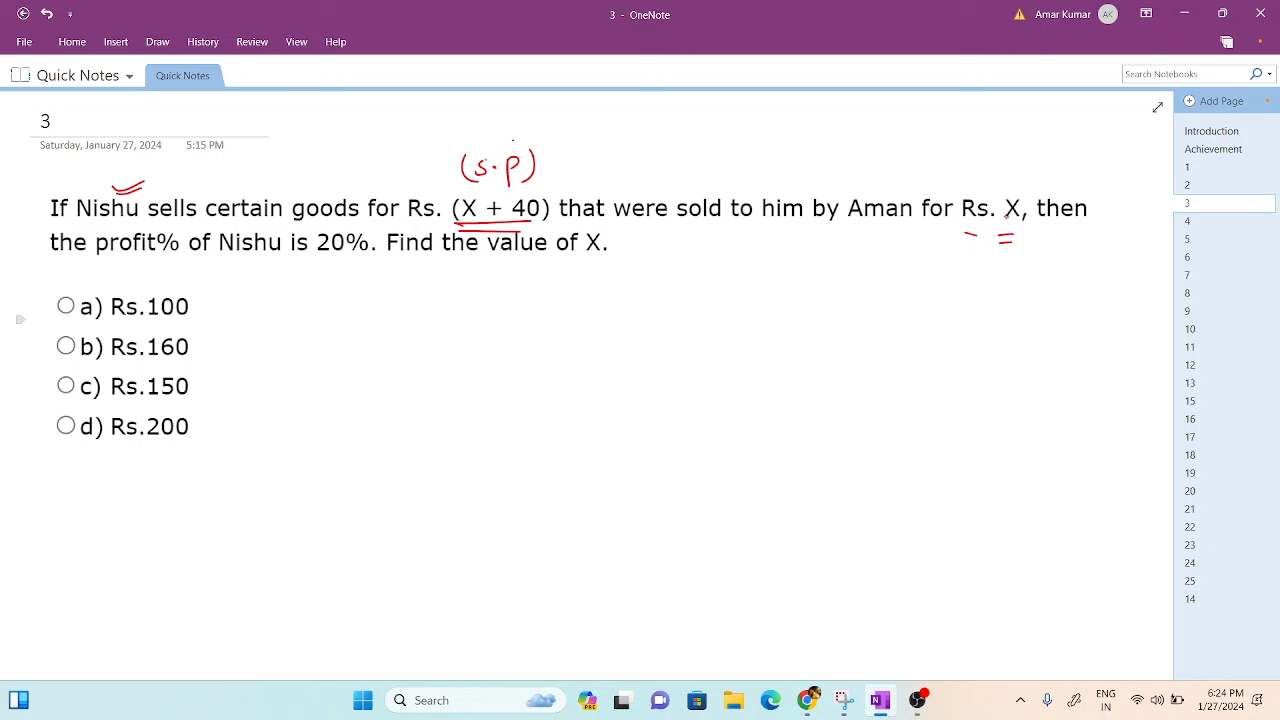 3 - OneNote
Amar Kumar AK
File Home Insert Draw History Review View Help
Quick Notes Quick Notes Search Notebooks
Add Page
3
Saturday, January 27, 2024 5:15 PM
(s.p)
If Nishu sells certain goods for Rs. (X + 40) that were sold to him by Aman for Rs. X, then
the profit% of Nishu is 20%. Find the value of X.
a) Rs.100
b) Rs.160
c) Rs.150
d) Rs.200
Introduction
Achievement
1
2
3
4
5
6
7
8
9
10
11
12
13
15
16
17
18
19
20
21
22
23
24
25
14
Search
ENG
IN
6:24 PM
1/27/2024